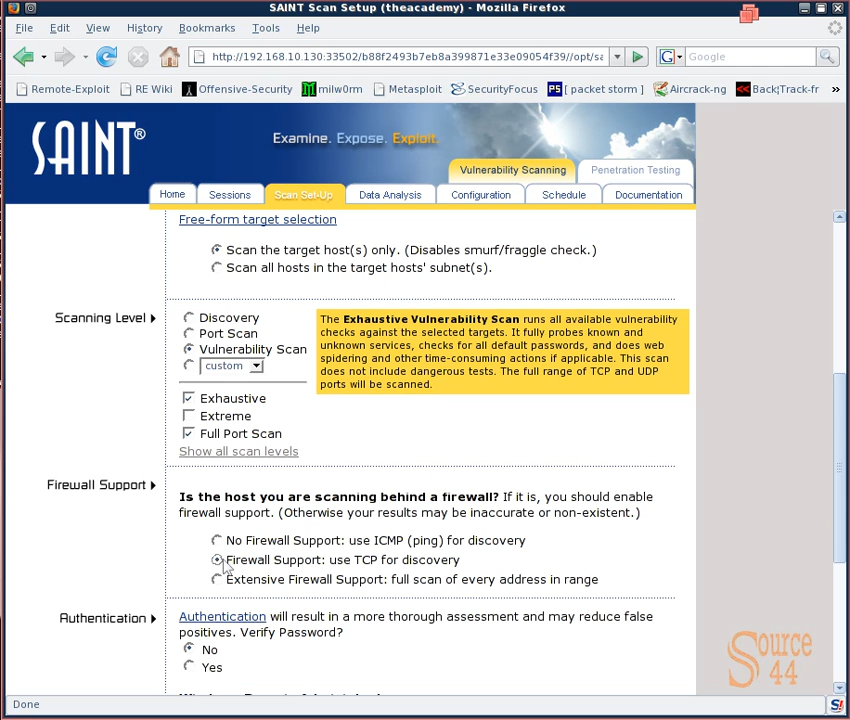 SAINT Scan Setup (theacademy) - Mozilla Firefox
File Edit View History Bookmarks Tools Help
http://192.168.10.130:33502/b88f2493b7eb8a399871e33e09054f39//opt/sa
G Google
Remote-Exploit RE Wiki Offensive-Security milw0rm Metasploit SecurityFocus PS [ packet storm ] Aircrack-ng Back¦Track-fr »
SAINT®
Examine. Expose. Exploit.
Vulnerability Scanning Penetration Testing
Home Sessions Scan Set-Up Data Analysis Configuration Schedule Documentation
Free-form target selection
Scan the target host(s) only. (Disables smurf/fraggle check.)
Scan all hosts in the target hosts' subnet(s).
Scanning Level
Discovery
Port Scan
Vulnerability Scan
custom
The Exhaustive Vulnerability Scan runs all available vulnerability
checks against the selected targets. It fully probes known and
unknown services, checks for all default passwords, and does web
spidering and other time-consuming actions if applicable. This scan
does not include dangerous tests. The full range of TCP and UDP
ports will be scanned.
Exhaustive
Extreme
Full Port Scan
Show all scan levels
Firewall Support
Is the host you are scanning behind a firewall? If it is, you should enable
firewall support. (Otherwise your results may be inaccurate or non-existent.)
No Firewall Support: use ICMP (ping) for discovery
Firewall Support: use TCP for discovery
Extensive Firewall Support: full scan of every address in range
Authentication
Authentication will result in a more thorough assessment and may reduce false
positives. Verify Password?
No
Yes
Source
44
Done
S!